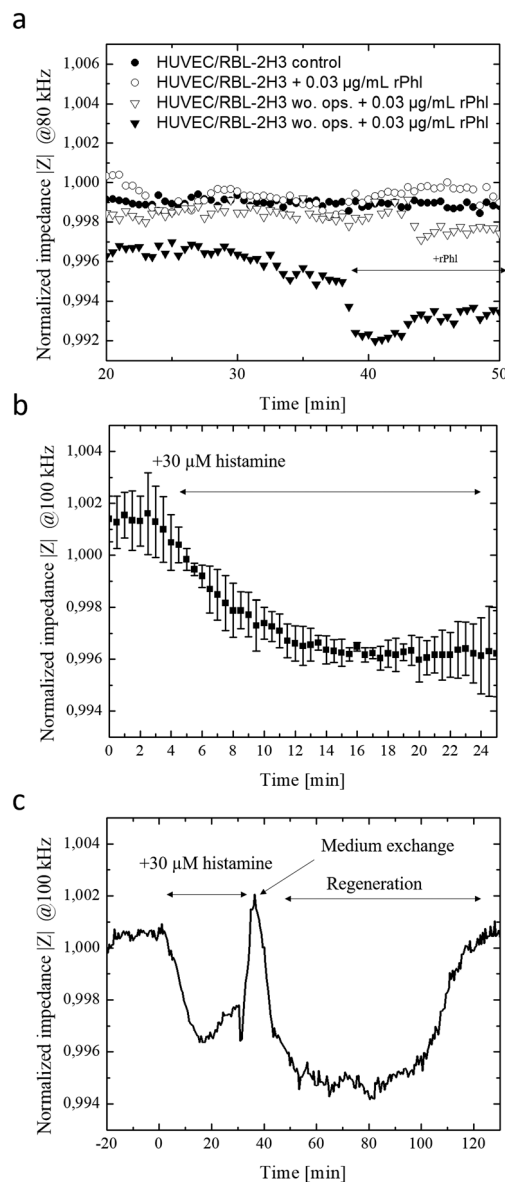 a
1,006
1,004
1,002
1,000
0,998
0,996
0,994
0,992
Normalized impedance |Z| @80 kHz
HUVEC/RBL-2H3 control
HUVEC/RBL-2H3 + 0.03 µg/mL rPhl
HUVEC/RBL-2H3 wo. ops. + 0.03 µg/mL rPhl
HUVEC/RBL-2H3 wo. ops. + 0.03 µg/mL rPhl
+rPhl
20 30 40 50
Time [min]
b
1,004
1,002
1,000
0,998
0,996
0,994
Normalized impedance |Z| @100 kHz
+30 µM histamine
0 2 4 6 8 10 12 14 16 18 20 22 24
Time [min]
c
1,004
1,002
1,000
0,998
0,996
0,994
Normalized impedance |Z| @100 kHz
Medium exchange
+30 µM histamine
Regeneration
-20 0 20 40 60 80 100 120
Time [min]